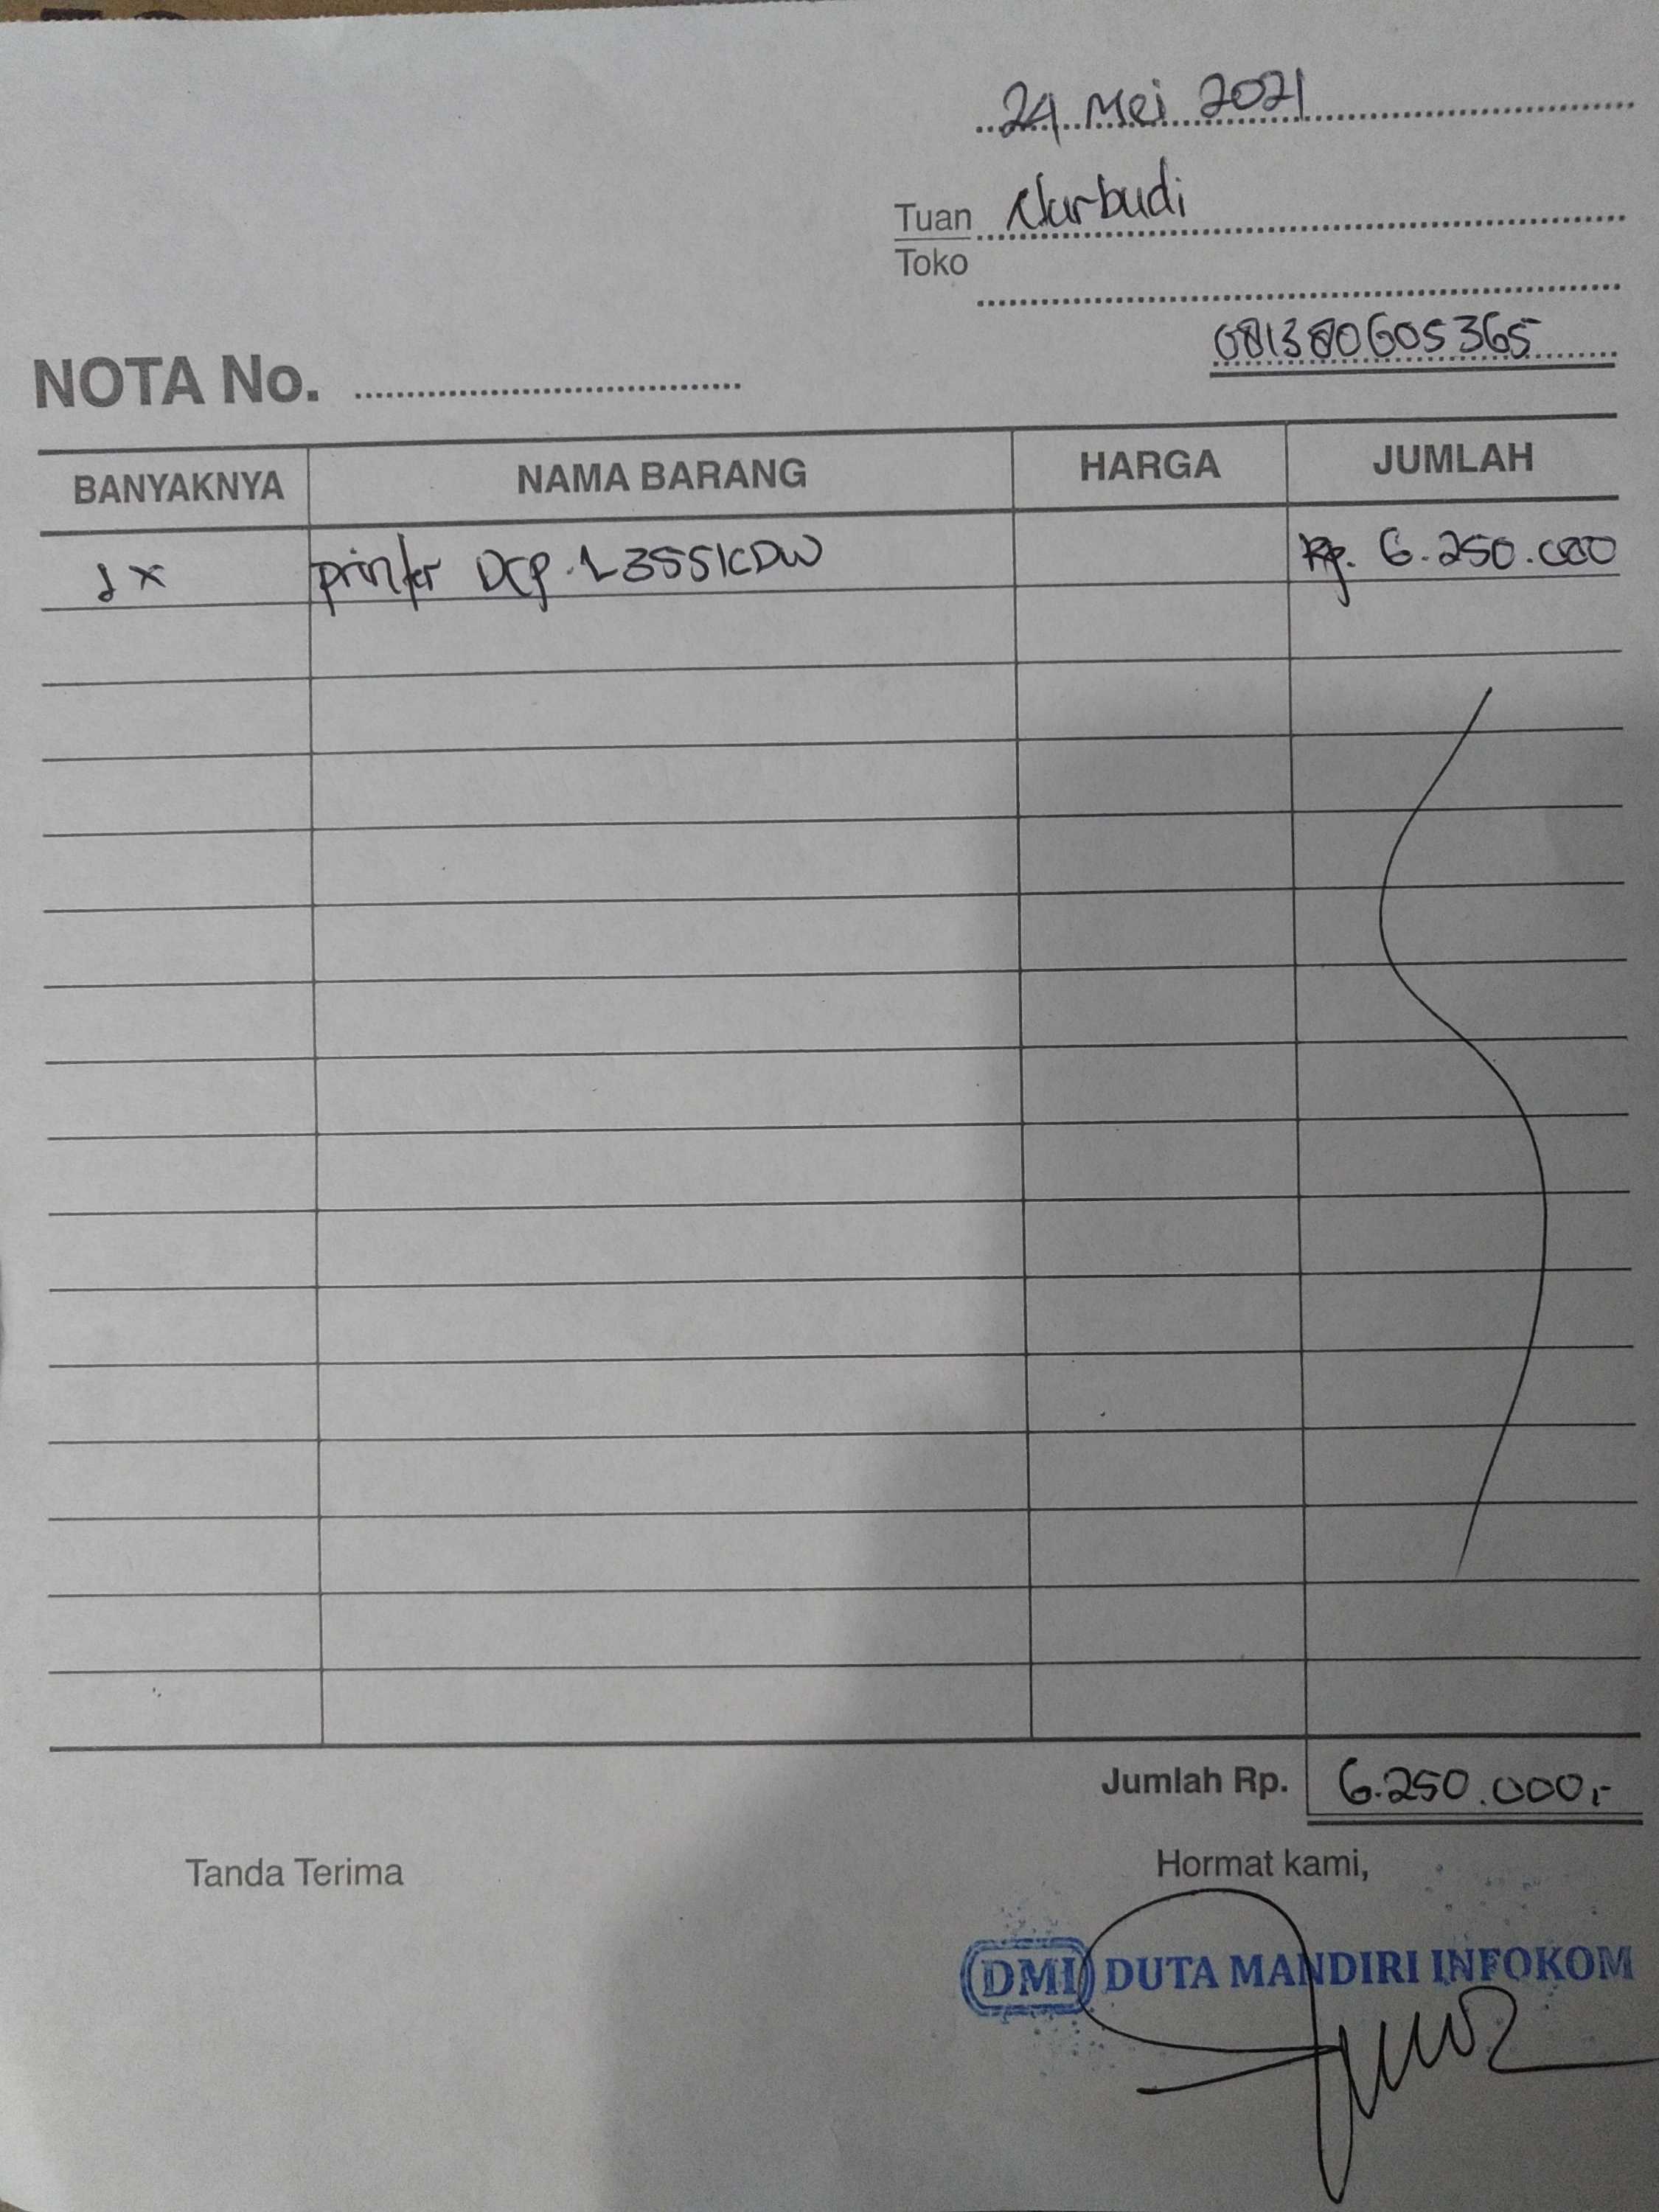 24 Mei 2021
Tuan Nurbudi
Toko
081380605365
NOTA No.
BANYAKNYA NAMA BARANG HARGA JUMLAH
1x printer DCP-L3551CDW Rp. 6.250.000
Jumlah Rp. 6.250.000,-
Tanda Terima Hormat kami,
DMI DUTA MANDIRI INFOKOM